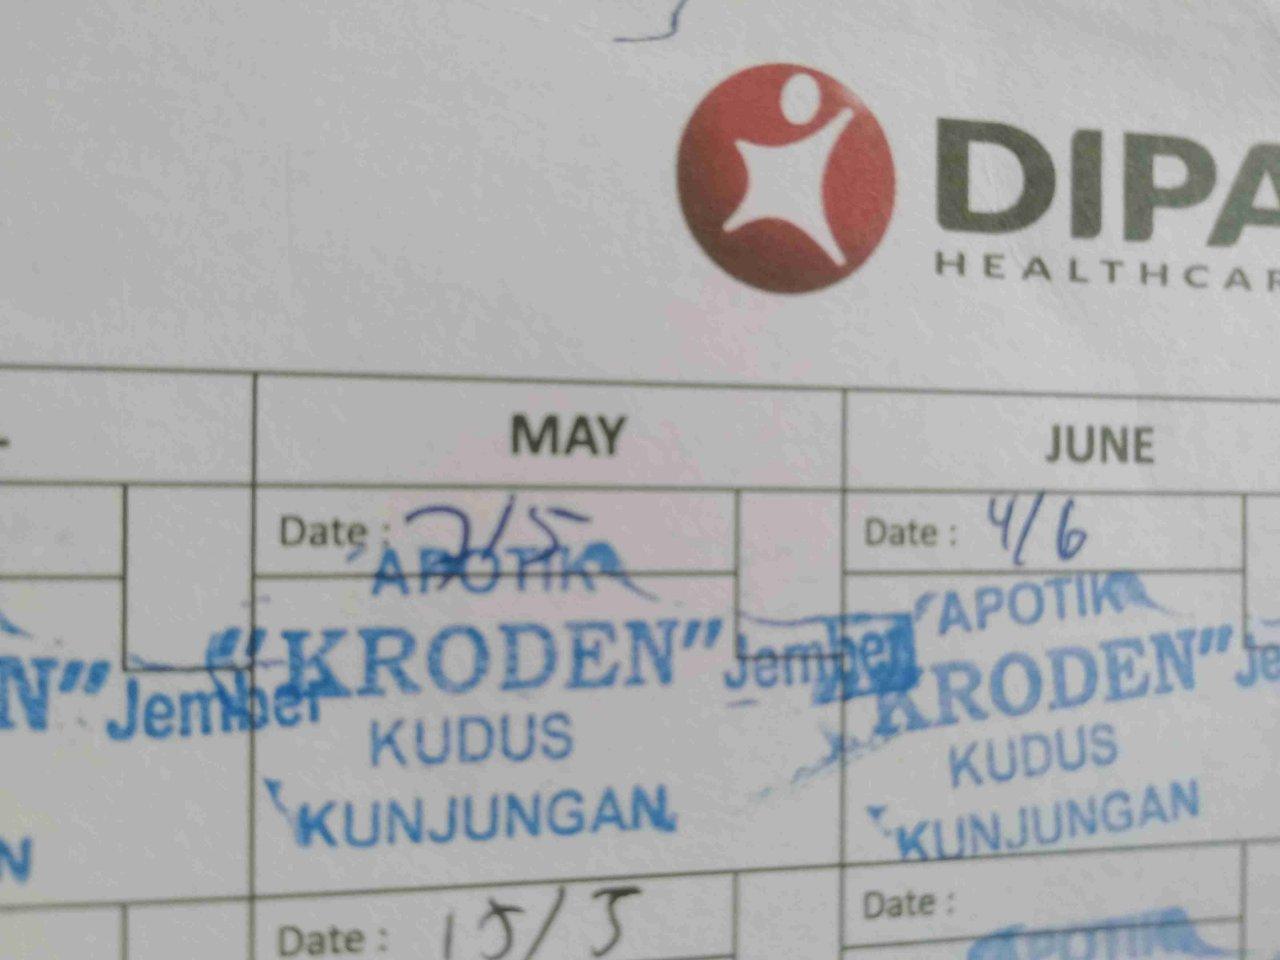 DIPA
HEALTHCAR
MAY
JUNE
Date : 2/5
Date : 4/6
APOTIK
"KRODEN" Jember
KUDUS
KUNJUNGAN
APOTIK
KRODEN" Je
KUDUS
KUNJUNGAN
N" Jember
N
Date : 15/5
Date :
APOTIK